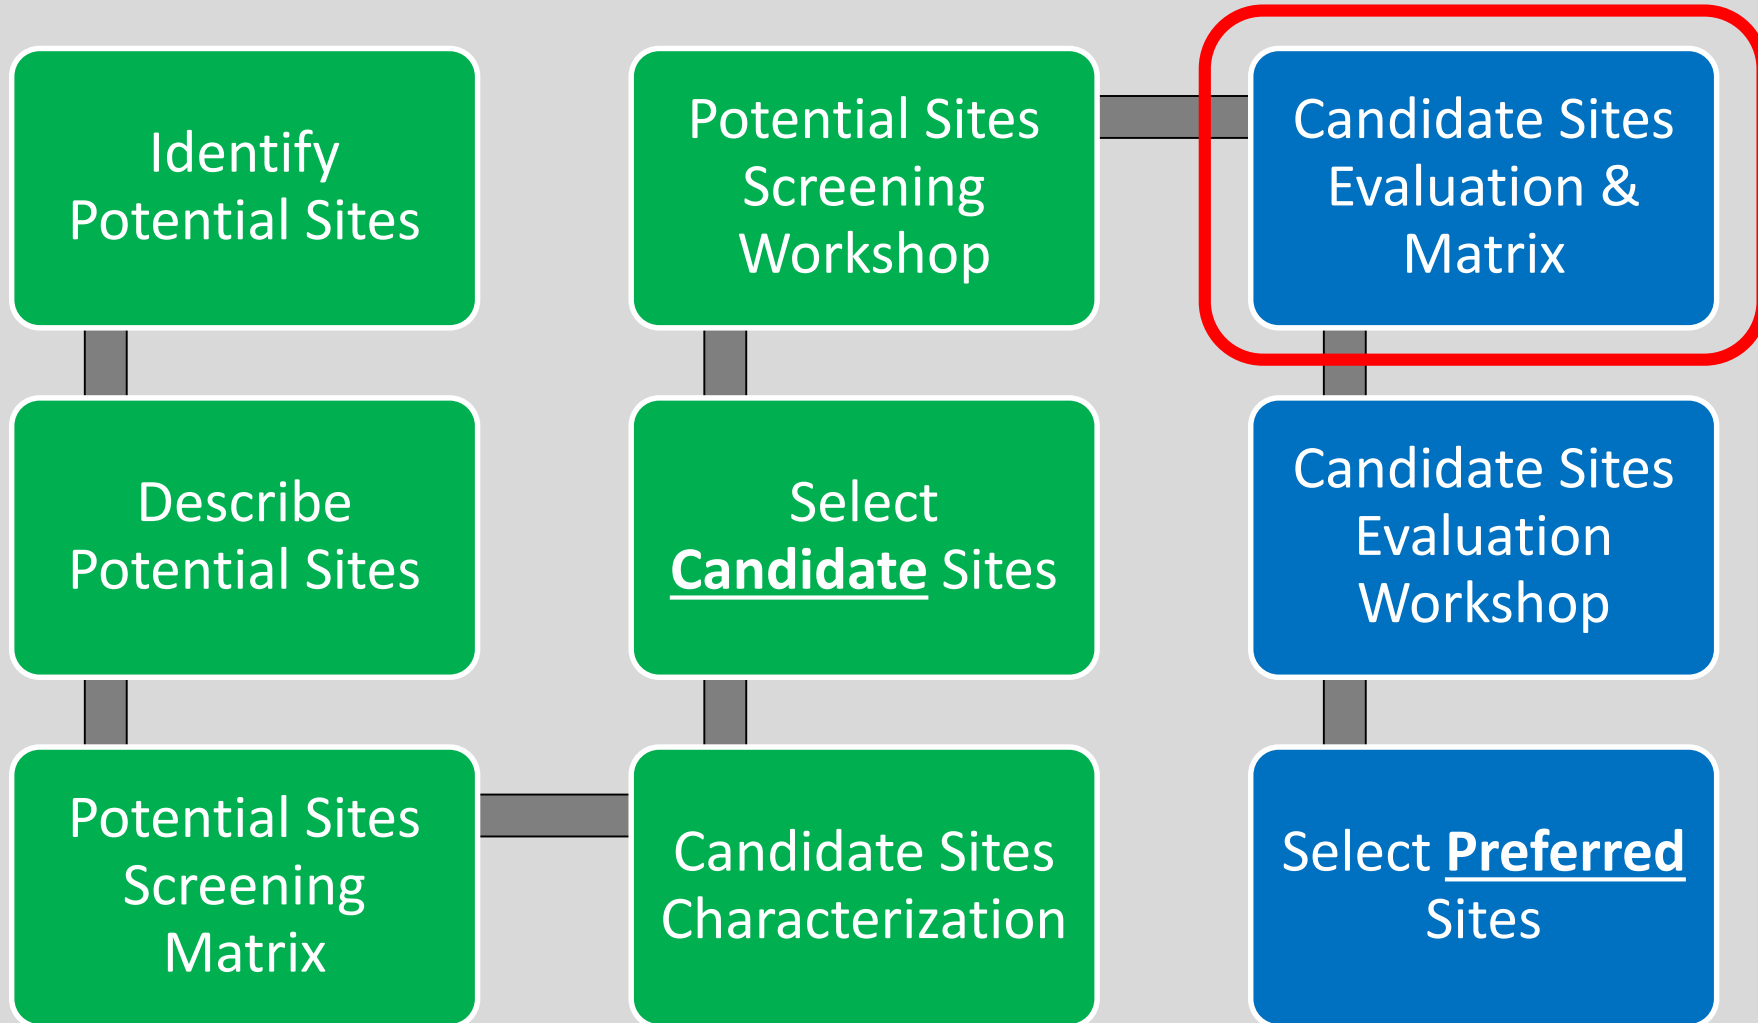 Identify
Potential Sites
Describe
Potential Sites
Potential Sites
Screening
Matrix
Potential Sites
Screening
Workshop
Select
Candidate Sites
Candidate Sites
Characterization
Candidate Sites
Evaluation &
Matrix
Candidate Sites
Evaluation
Workshop
Select Preferred
Sites